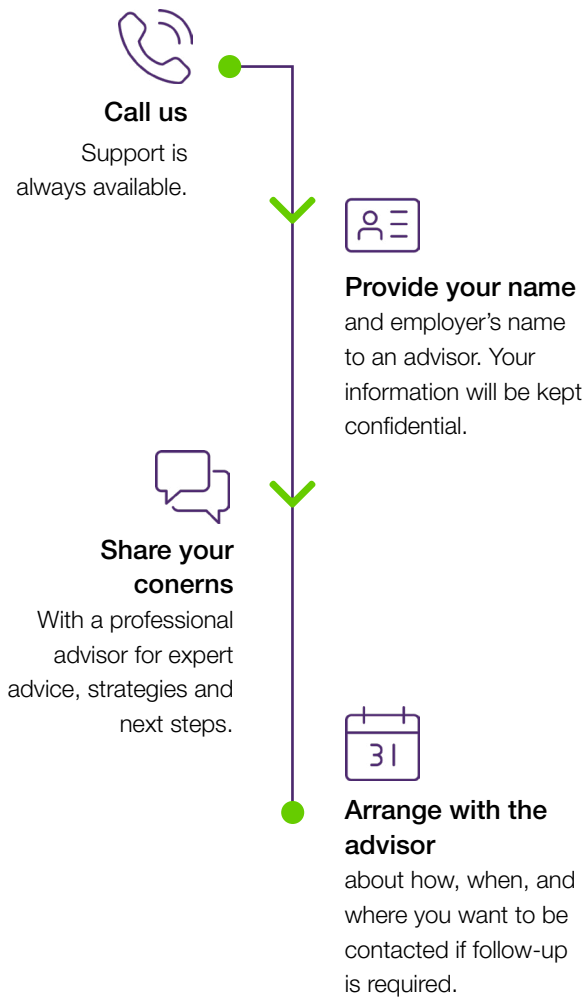 Call us
Support is
always available.
Provide your name
and employer’s name
to an advisor. Your
information will be kept
confidential.
Share your
conerns
With a professional
advisor for expert
advice, strategies and
next steps.
31
Arrange with the
advisor
about how, when, and
where you want to be
contacted if follow-up
is required.